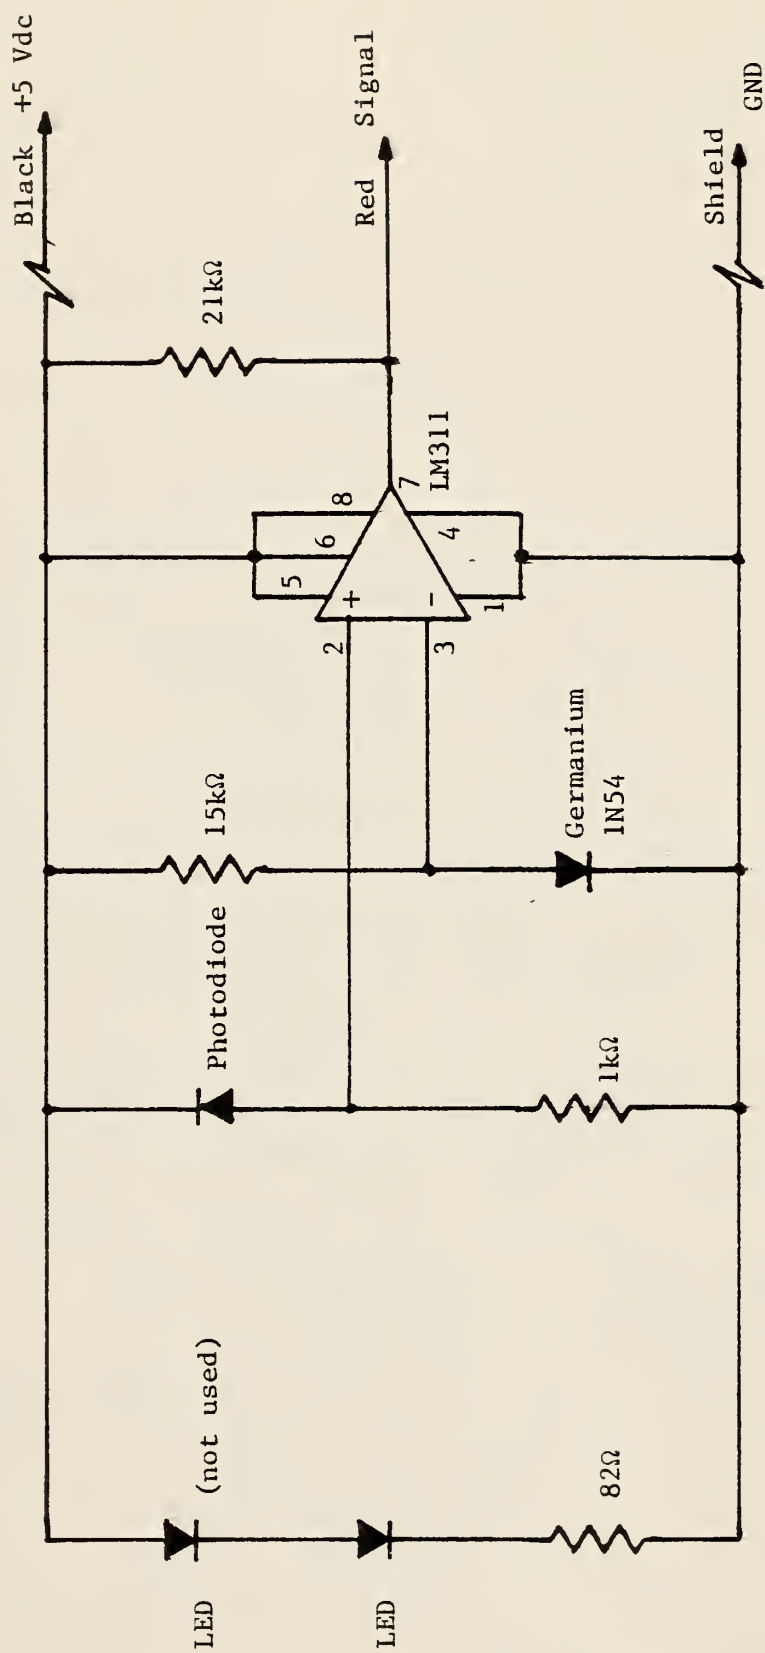 Black +5 Vdc
Red Signal
Shield GND
21kΩ
8
6
5
7
LM311
4
1
+
-
2
3
15kΩ
Germanium
1N54
Photodiode
1kΩ
(not used)
LED
LED
82Ω